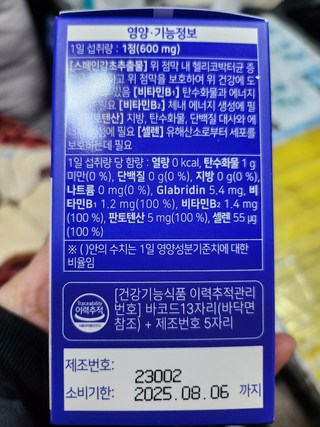 영양·기능정보
1일 섭취량 : 1정(600 mg)
[스페인감초추출물] 위 점막 내 헬리코박터균 증
하고 위 점막을 보호하여 위 건강에 도
있음 [비타민B₁] 탄수화물과 에너지
필요 [비타민B₂] 체내 에너지 생성에 필
[판토텐산] 지방, 탄수화물, 단백질 대사와 에
생성에 필요 [셀렌] 유해산소로부터 세포를
보호하는데 필요
1일 섭취량 당 함량 : 열량 0 kcal, 탄수화물 1 g
미만(0 %), 단백질 0 g(0 %), 지방 0 g(0 %),
나트륨 0 mg(0 %), Glabridin 5.4 mg, 비
타민B₁ 1.2 mg(100 %), 비타민B₂ 1.4 mg
(100 %), 판토텐산 5 mg(100 %), 셀렌 55 μg
(100 %)
※ ( )안의 수치는 1일 영양성분기준치에 대한
비율임
Traceability
이력추적
[건강기능식품 이력추적관리
번호] 바코드13자리(바닥면
참조) + 제조번호 5자리
제조번호:
23002
소비기한: 2025.08.06 까지